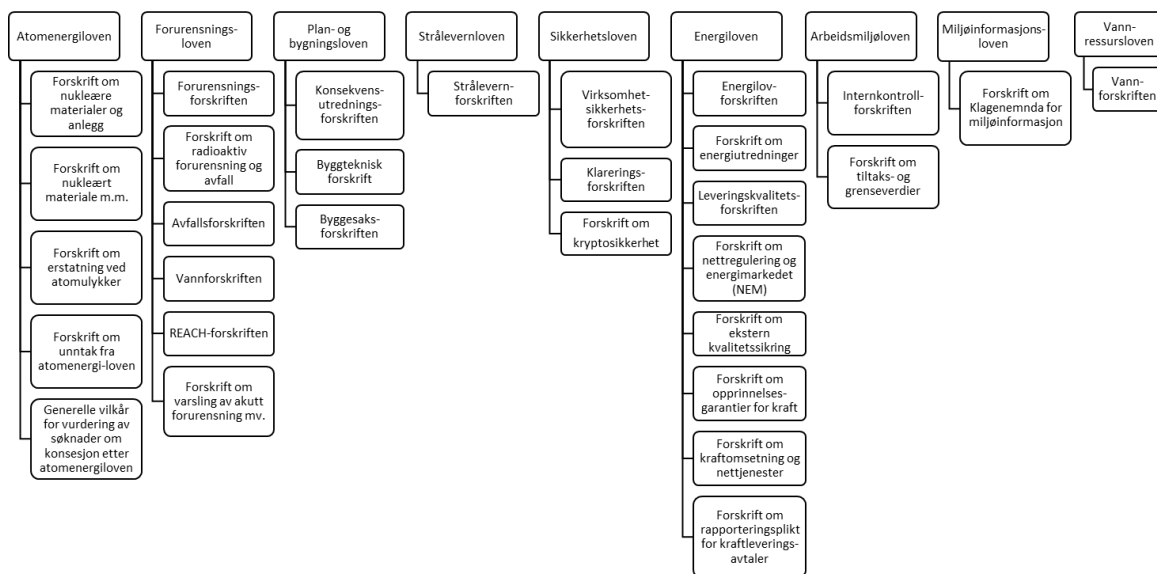 Atomenergiloven
Forskrift om
nukleære
materialer og
anlegg
Forskrift om
nukleært
materiale m.m.
Forskrift om
erstatning ved
atomulykker
Forskrift om
unntak fra
atomenergi-loven
Generelle vilkår
for vurdering av
søknader om
konsesjon etter
atomenergiloven
Forurensnings-
loven
Forurensnings-
forskriften
Forskrift om
radioaktiv
forurensning og
avfall
Avfallsforskriften
Vannforskriften
REACH-forskriften
Forskrift om
varsling av akutt
forurensning mv.
Plan- og
bygningsloven
Konsekvens-
utrednings-
forskriften
Byggteknisk
forskrift
Byggesaks-
forskriften
Strålevernloven
Strålevern-
forskriften
Sikkerhetsloven
Virksomhet-
sikkerhets-
forskriften
Klarerings-
forskriften
Forskrift om
kryptosikkerhet
Energiloven
Energilov-
forskriften
Forskrift om
energiutredninger
Leveringskvalitets-
forskriften
Forskrift om
nettregulering og
energimarkedet
(NEM)
Forskrift om
ekstern
kvalitetssikring
Forskrift om
opprinnelses-
garantier for kraft
Forskrift om
kraftomsetning og
nettjenester
Forskrift om
rapporteringsplikt
for kraftleverings-
avtaler
Arbeidsmiljøloven
Internkontroll-
forskriften
Forskrift om
tiltaks- og
grenseverdier
Miljøinformasjons-
loven
Forskrift om
Klagenemnda for
miljøinformasjon
Vann-
ressursloven
Vann-
forskriften